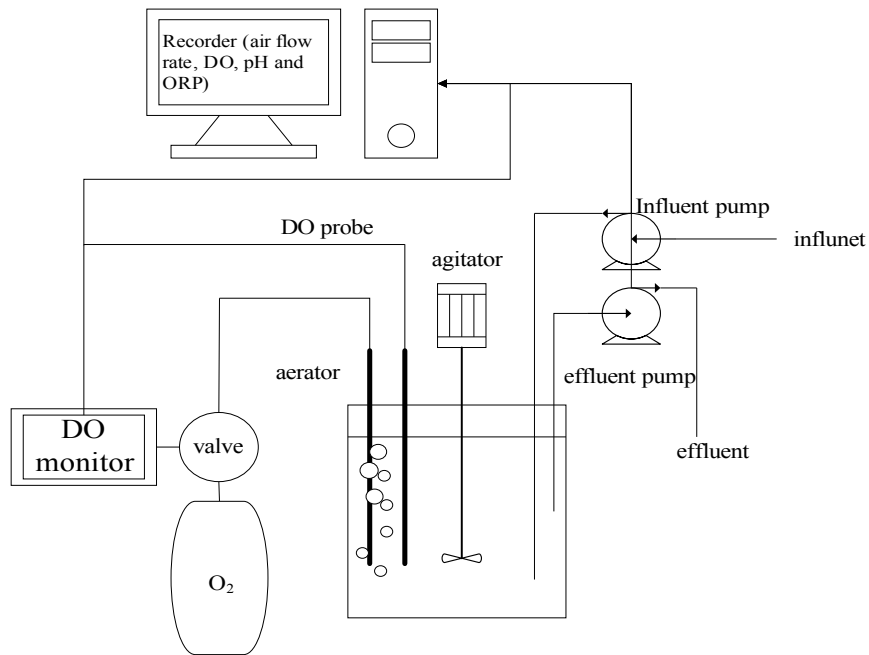 Recorder (air flow
rate, DO, pH and
ORP)
Influent pump
DO probe
influnet
agitator
aerator
effluent pump
DO
monitor
valve
effluent
O₂